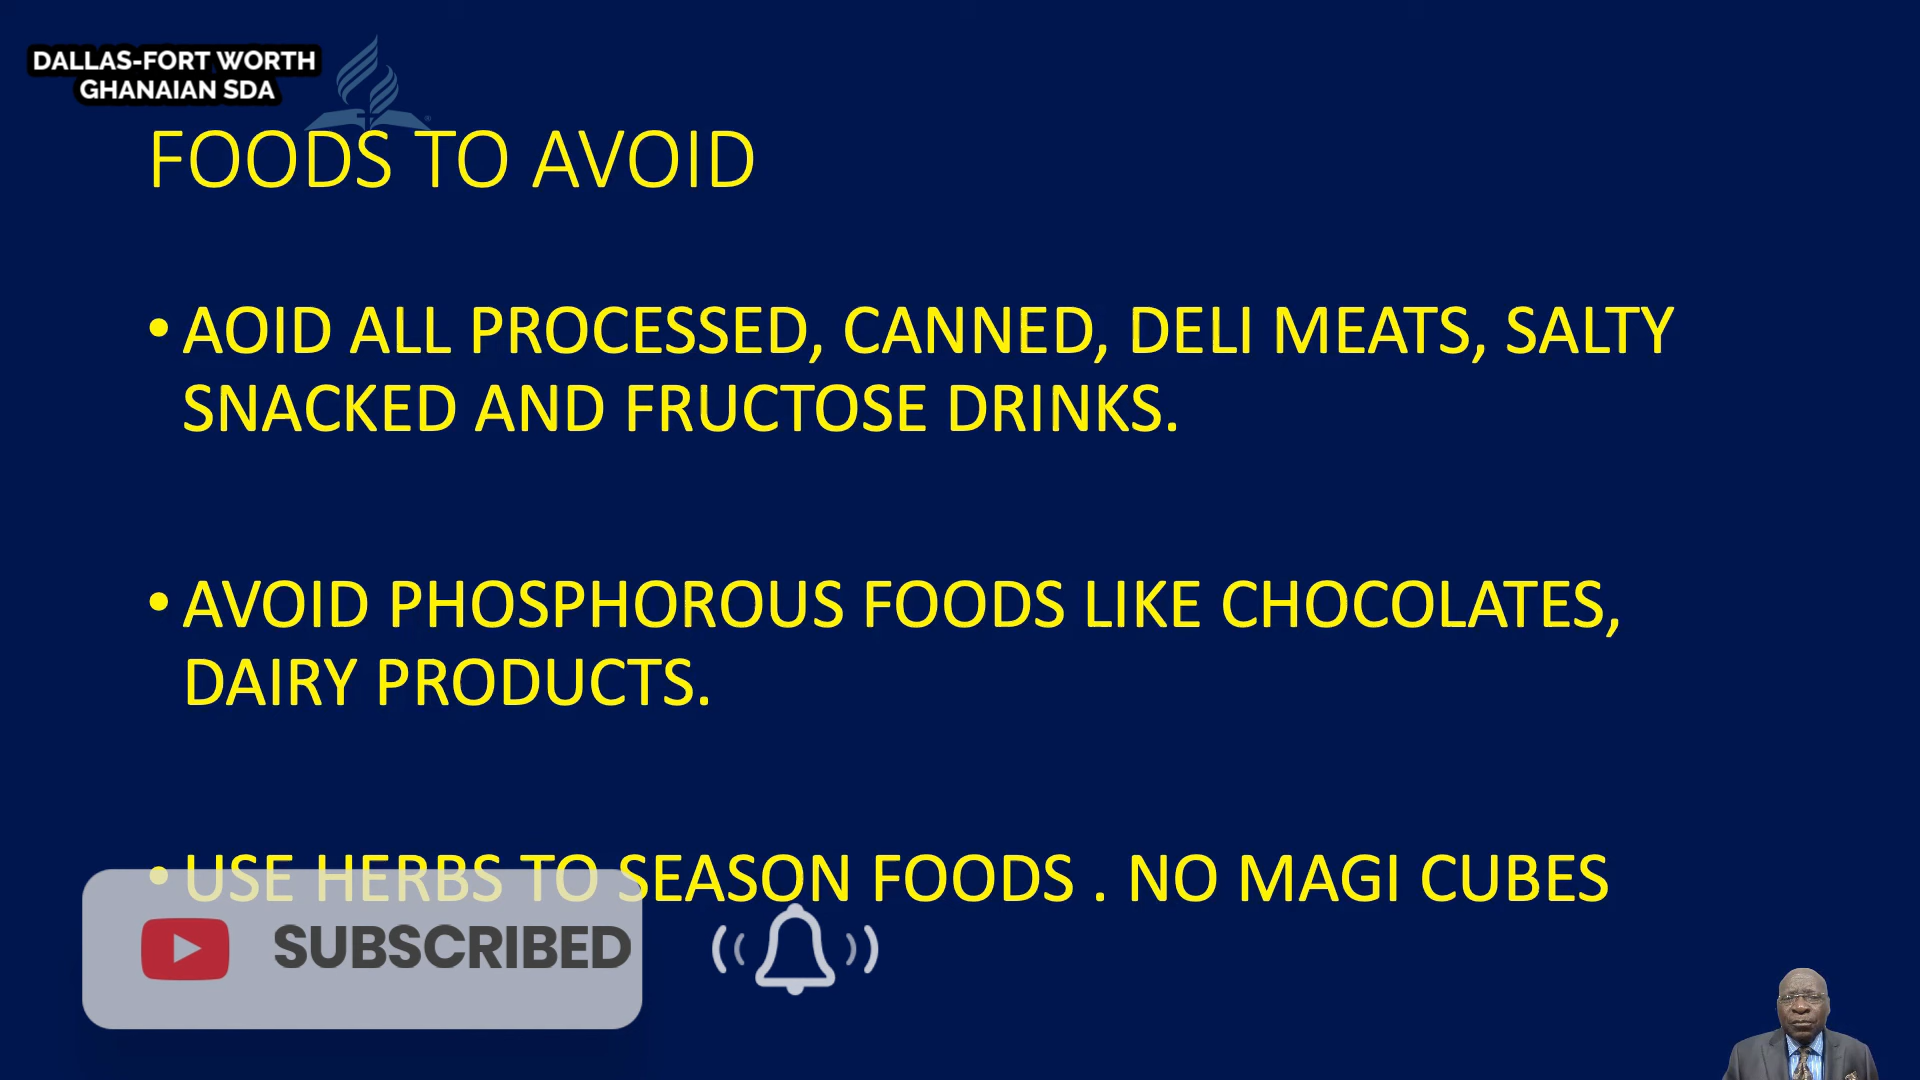 DALLAS-FORT WORTH
GHANAIAN SDA
FOODS TO AVOID
• AOID ALL PROCESSED, CANNED, DELI MEATS, SALTY
SNACKED AND FRUCTOSE DRINKS.
• AVOID PHOSPHOROUS FOODS LIKE CHOCOLATES,
DAIRY PRODUCTS.
• USE HERBS TO SEASON FOODS . NO MAGI CUBES
SUBSCRIBED